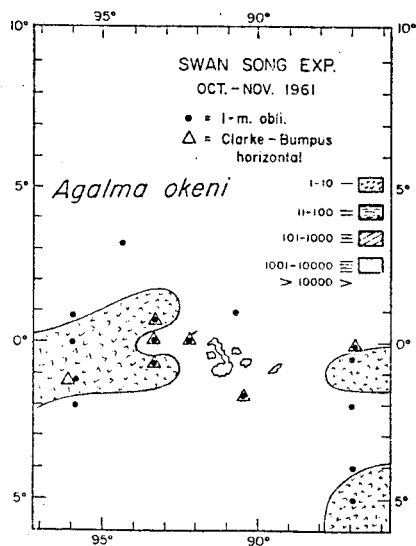 95° 90°
10° 10°
SWAN SONG EXP.
OCT. - NOV. 1961
• = 1-m. obli.
△ = Clarke-Bumpus
horizontal
5° 5°
Agalma okeni
1-10
11-100
101-1000
1001-10000
> 10000 >
0° 0°
5° 5°
95° 90°